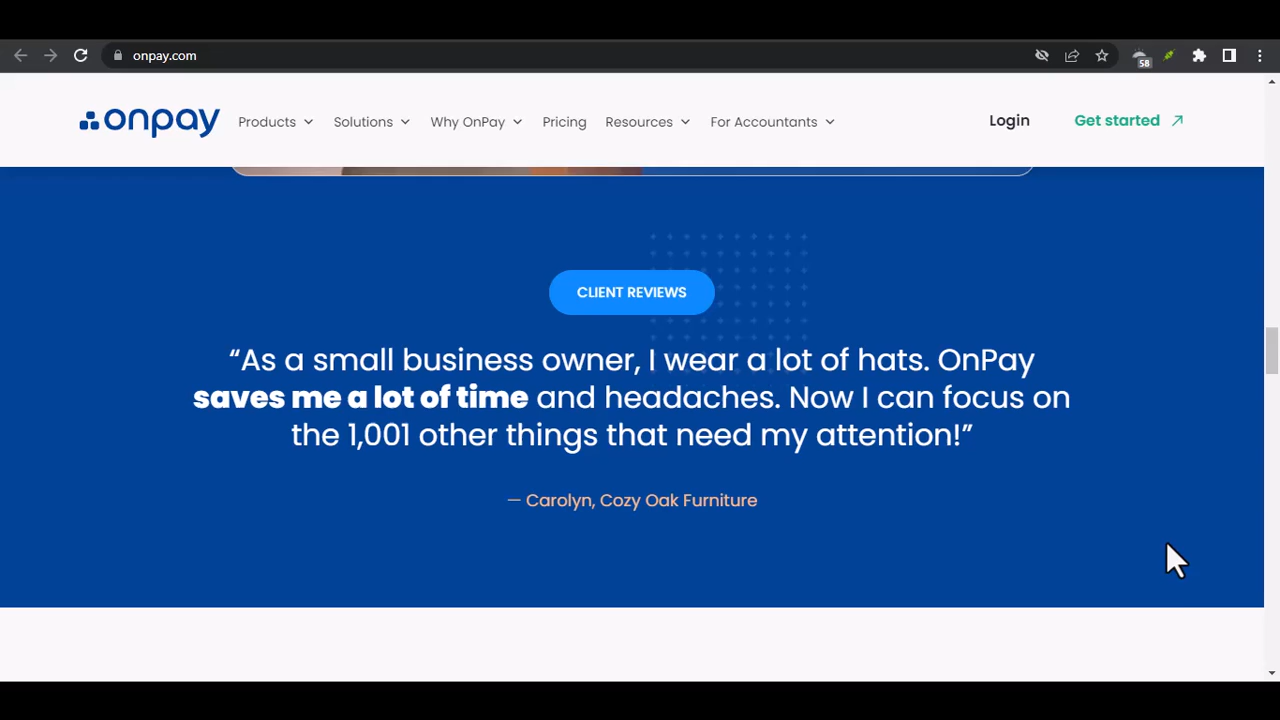 onpay.com
58
onpay
Products
Solutions
Why OnPay
Pricing
Resources
For Accountants
Login
Get started
CLIENT REVIEWS
“As a small business owner, I wear a lot of hats. OnPay
saves me a lot of time and headaches. Now I can focus on
the 1,001 other things that need my attention!”
— Carolyn, Cozy Oak Furniture